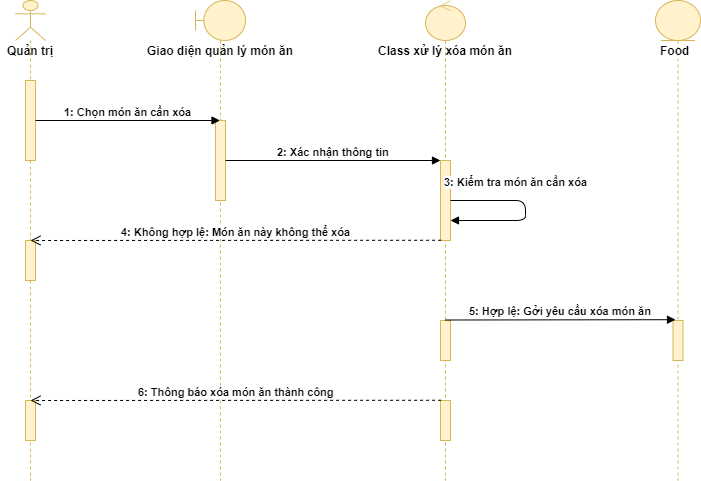 Quản trị
Giao diện quản lý món ăn
Class xử lý xóa món ăn
Food
1: Chọn món ăn cần xóa
2: Xác nhận thông tin
3: Kiểm tra món ăn cần xóa
4: Không hợp lệ: Món ăn này không thể xóa
5: Hợp lệ: Gởi yêu cầu xóa món ăn
6: Thông báo xóa món ăn thành công